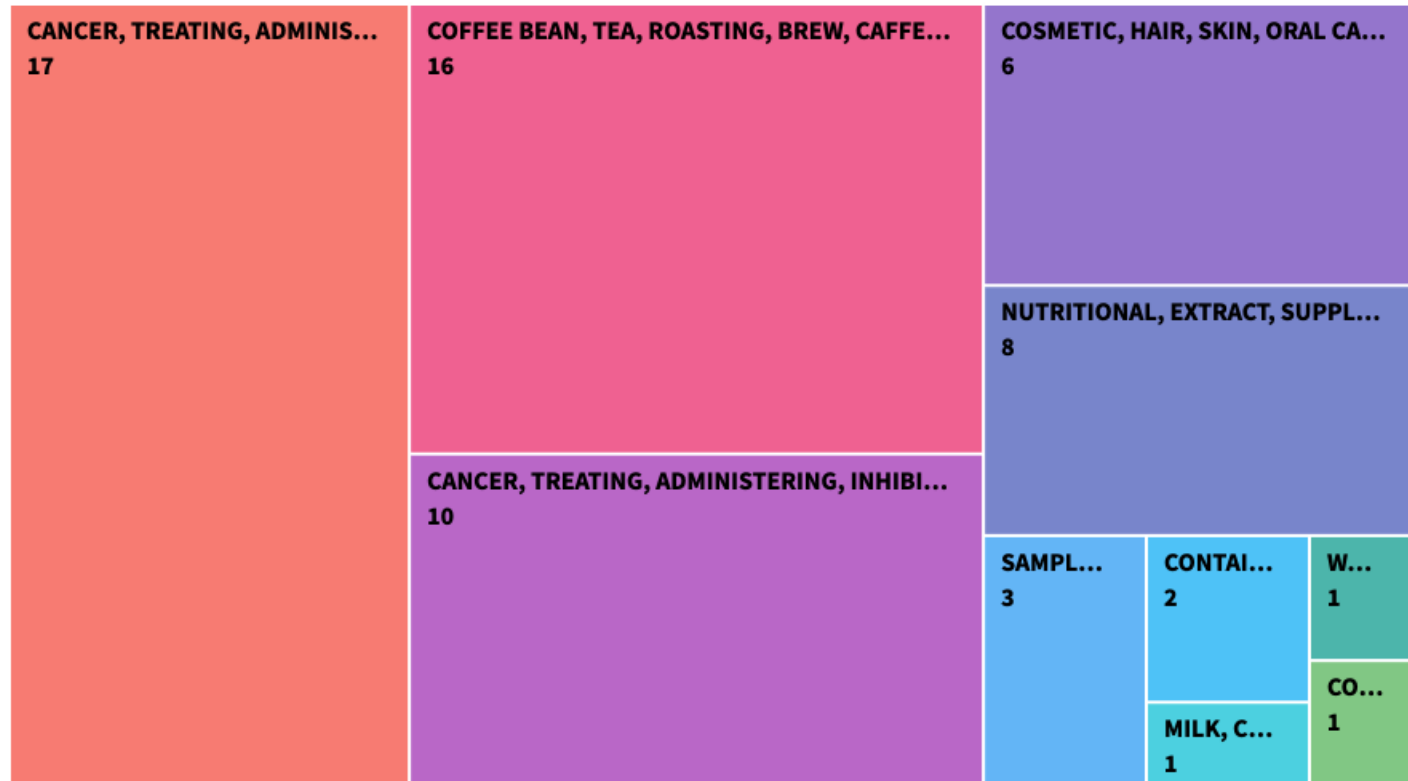 CANCER, TREATING, ADMINIS...
17
COFFEE BEAN, TEA, ROASTING, BREW, CAFFE...
16
CANCER, TREATING, ADMINISTERING, INHIBI...
10
COSMETIC, HAIR, SKIN, ORAL CA...
6
NUTRITIONAL, EXTRACT, SUPPL...
8
SAMPL...
3
CONTAI...
2
MILK, C...
1
W...
1
CO...
1